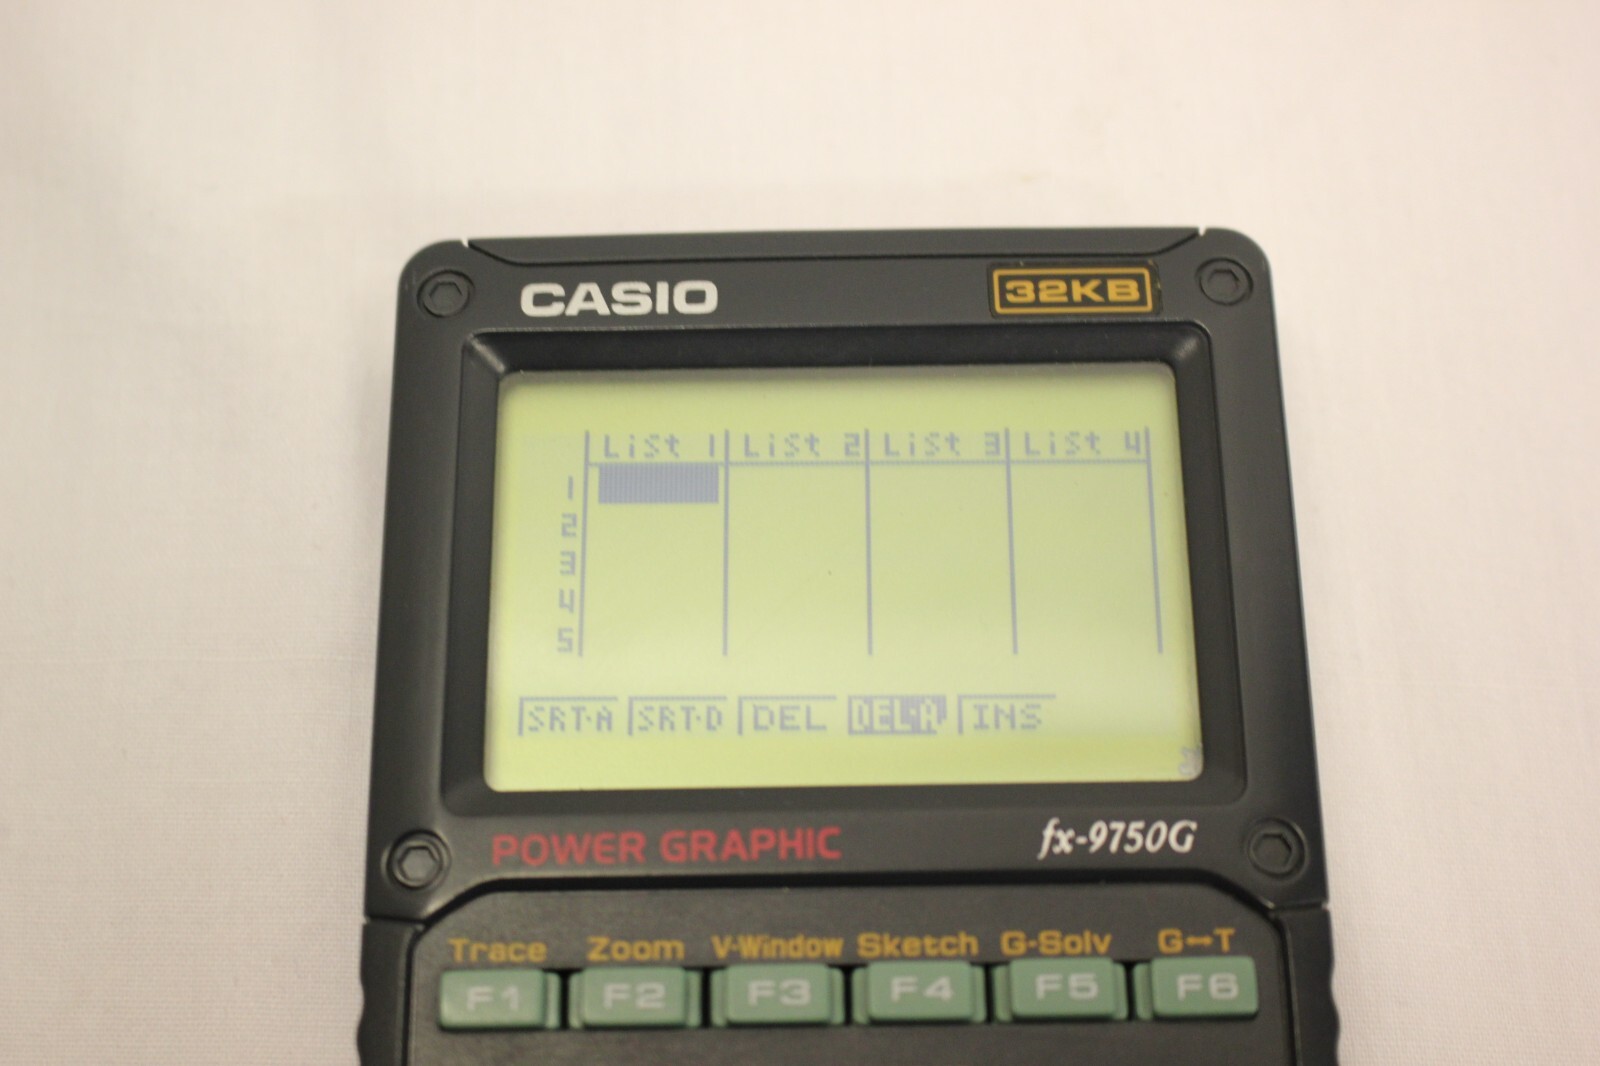 CASIO 32KB
List 1 List 2 List 3 List 4
1
2
3
4
5
SRT·A SRT·D DEL DEL·A INS
POWER GRAPHIC fx-9750G
Trace Zoom V-Window Sketch G-Solv G↔T
F1 F2 F3 F4 F5 F6